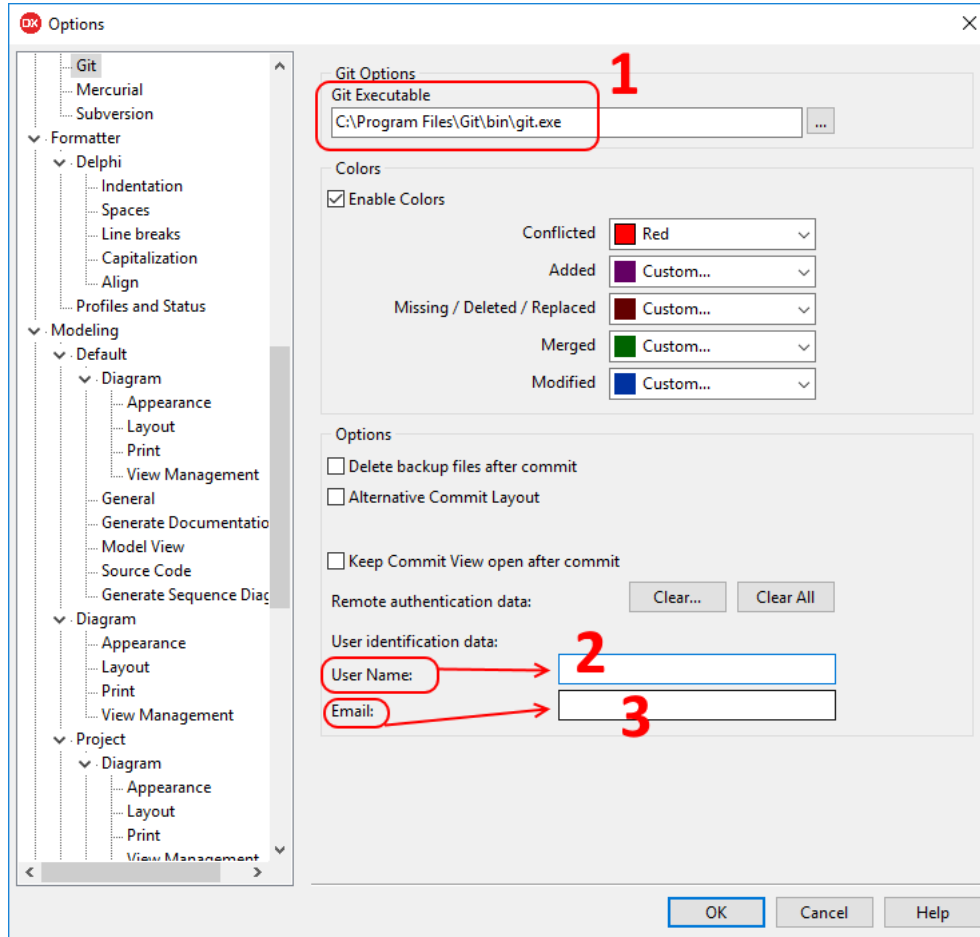 DX Options
Git
Mercurial
Subversion
Formatter
Delphi
Indentation
Spaces
Line breaks
Capitalization
Align
Profiles and Status
Modeling
Default
Diagram
Appearance
Layout
Print
View Management
General
Generate Documentatio
Model View
Source Code
Generate Sequence Diag
Diagram
Appearance
Layout
Print
View Management
Project
Diagram
Appearance
Layout
Print
View Management
Git Options
1
Git Executable
C:\Program Files\Git\bin\git.exe
...
Colors
Enable Colors
Conflicted Red
Added Custom...
Missing / Deleted / Replaced Custom...
Merged Custom...
Modified Custom...
Options
Delete backup files after commit
Alternative Commit Layout
Keep Commit View open after commit
Remote authentication data: Clear... Clear All
User identification data:
User Name: 2
Email: 3
OK Cancel Help